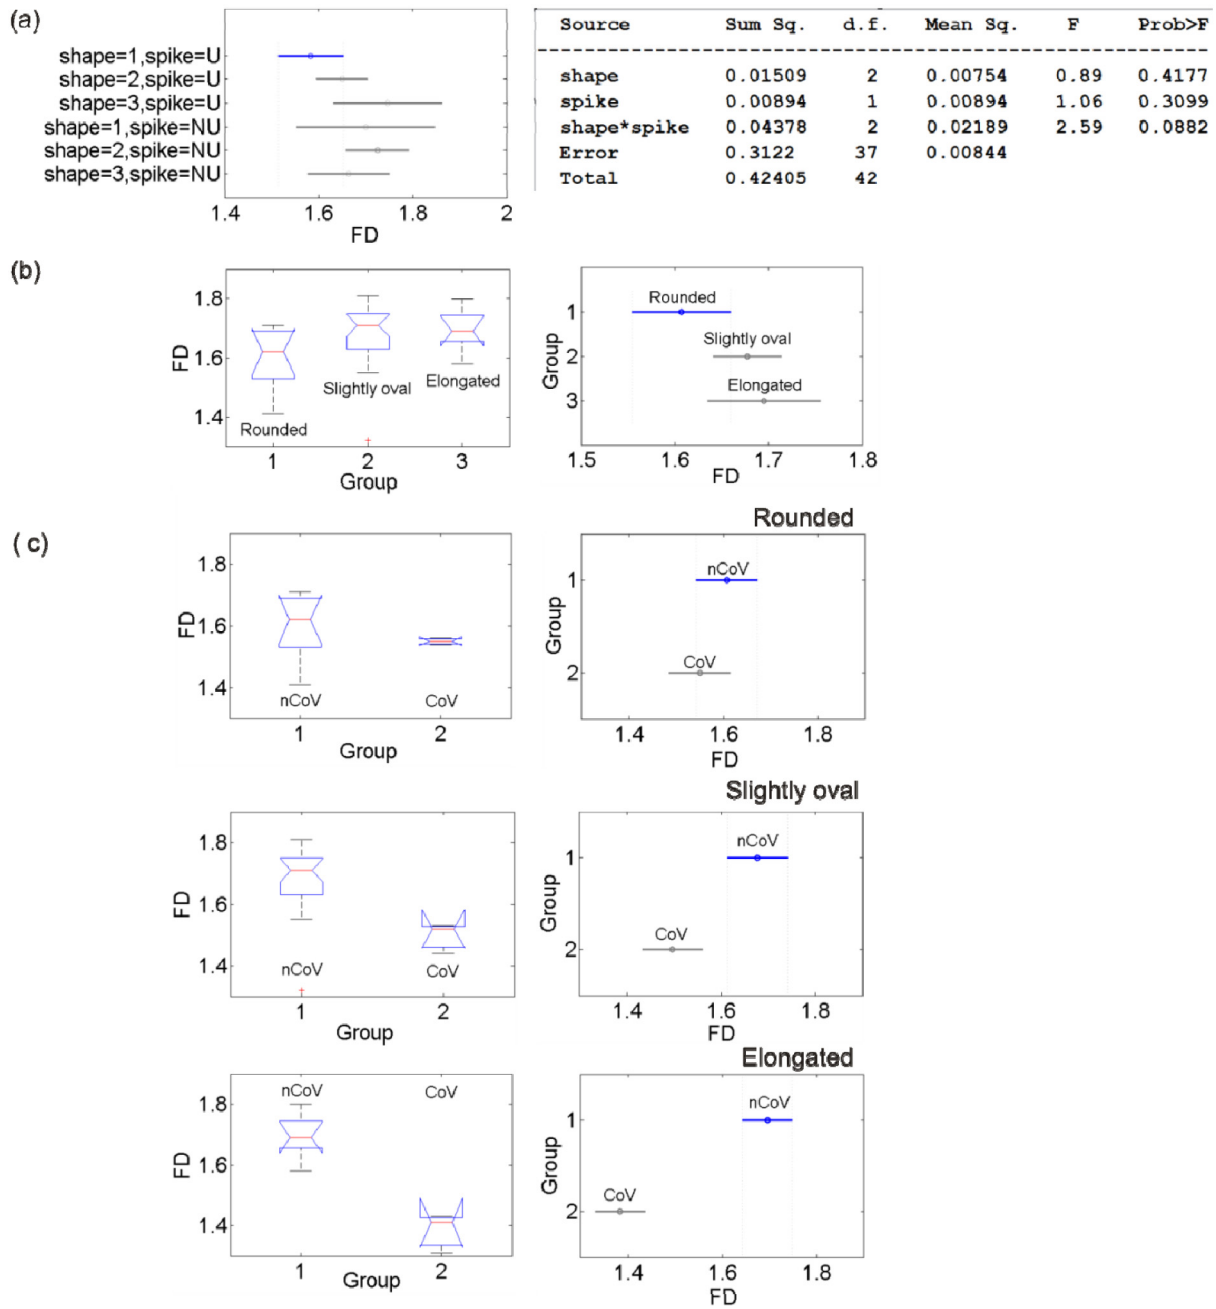 (a)
shape=1,spike=U
shape=2,spike=U
shape=3,spike=U
shape=1,spike=NU
shape=2,spike=NU
shape=3,spike=NU
1.4 1.6 1.8 2
FD
Source Sum Sq. d.f. Mean Sq. F Prob>F
shape 0.01509 2 0.00754 0.89 0.4177
spike 0.00894 1 0.00894 1.06 0.3099
shape*spike 0.04378 2 0.02189 2.59 0.0882
Error 0.3122 37 0.00844
Total 0.42405 42
(b)
1.8
1.6
1.4
FD
Rounded
Slightly oval
Elongated
1 2 3
Group
Group
1
2
3
Rounded
Slightly oval
Elongated
1.5 1.6 1.7 1.8
FD
( c)
1.8
1.6
1.4
FD
nCoV CoV
1 2
Group
Rounded
Group
1
2
nCoV
CoV
1.4 1.6 1.8
FD
1.8
1.6
1.4
FD
nCoV CoV
1 2
Group
Slightly oval
Group
1
2
nCoV
CoV
1.4 1.6 1.8
FD
1.8
1.6
1.4
FD
nCoV CoV
1 2
Group
Elongated
Group
1
2
nCoV
CoV
1.4 1.6 1.8
FD